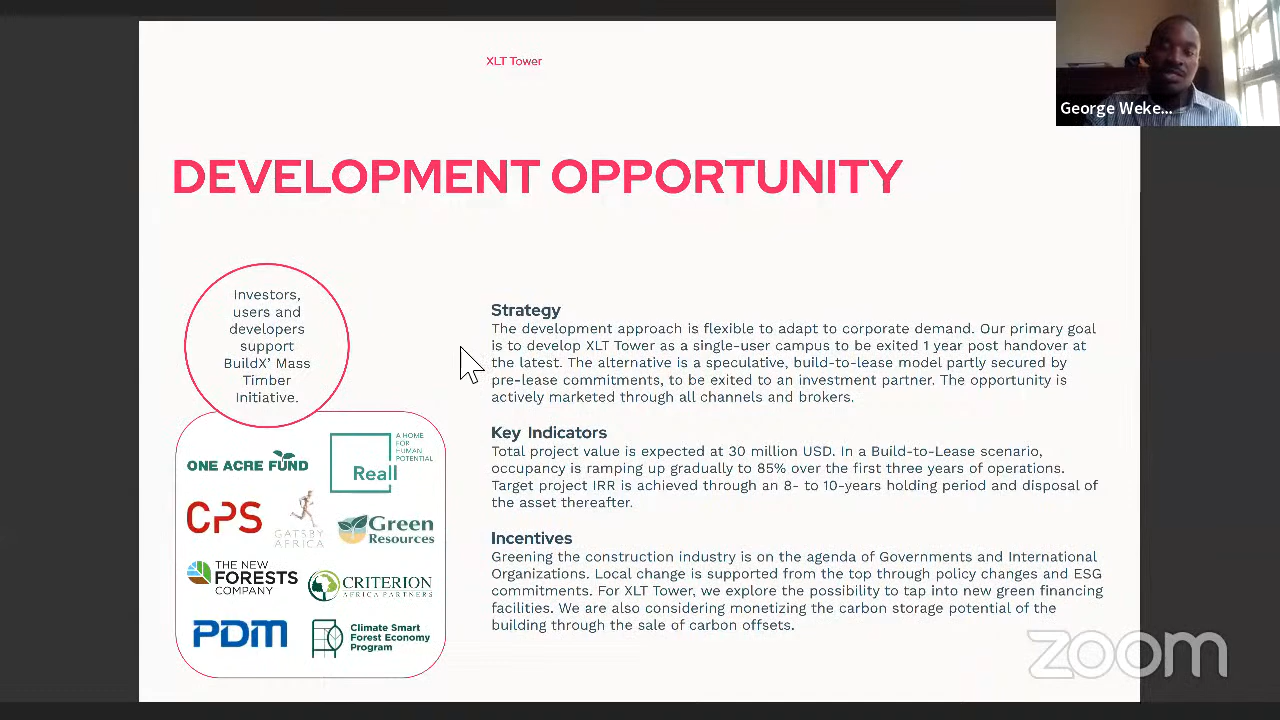 XLT Tower
George Weke...
DEVELOPMENT OPPORTUNITY
Investors,
users and
developers
support
BuildX' Mass
Timber
Initiative.
ONE ACRE FUND
A HOME
FOR
HUMAN
POTENTIAL
Reall
CPS
GATSBY
AFRICA
Green
Resources
THE NEW
FORESTS
COMPANY
CRITERION
AFRICA PARTNERS
PDM
Climate Smart
Forest Economy
Program
Strategy
The development approach is flexible to adapt to corporate demand. Our primary goal
is to develop XLT Tower as a single-user campus to be exited 1 year post handover at
the latest. The alternative is a speculative, build-to-lease model partly secured by
pre-lease commitments, to be exited to an investment partner. The opportunity is
actively marketed through all channels and brokers.
Key Indicators
Total project value is expected at 30 million USD. In a Build-to-Lease scenario,
occupancy is ramping up gradually to 85% over the first three years of operations.
Target project IRR is achieved through an 8- to 10-years holding period and disposal of
the asset thereafter.
Incentives
Greening the construction industry is on the agenda of Governments and International
Organizations. Local change is supported from the top through policy changes and ESG
commitments. For XLT Tower, we explore the possibility to tap into new green financing
facilities. We are also considering monetizing the carbon storage potential of the
building through the sale of carbon offsets.
zoom